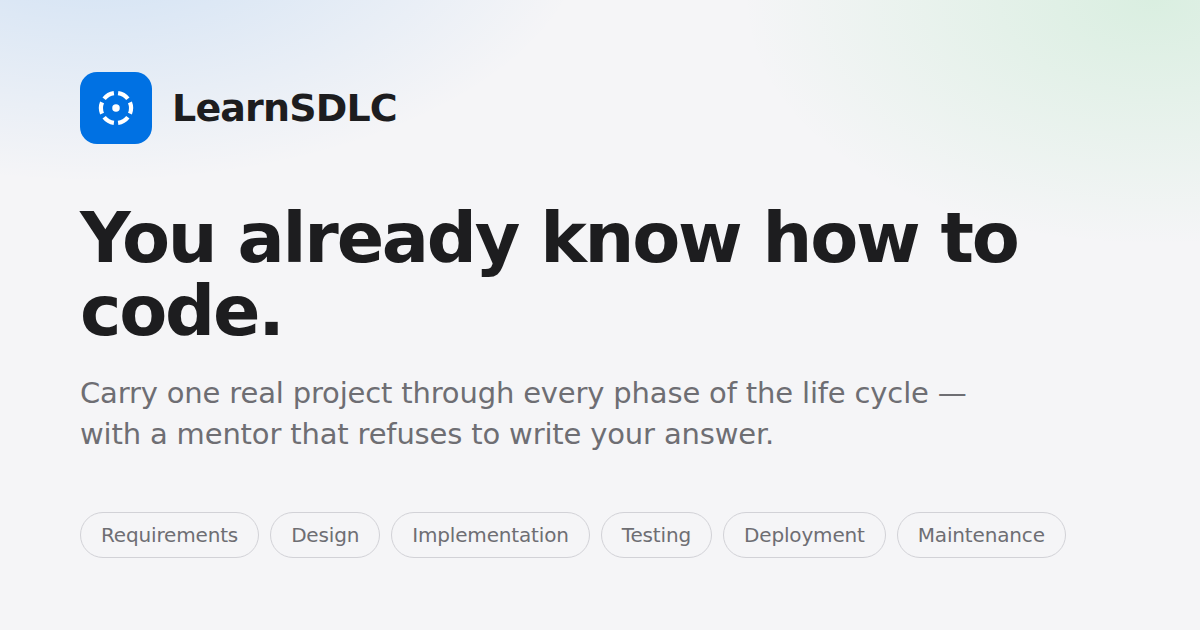 LearnSDLC
You already know how to
code.
Carry one real project through every phase of the life cycle —
with a mentor that refuses to write your answer.
Requirements Design Implementation Testing Deployment Maintenance